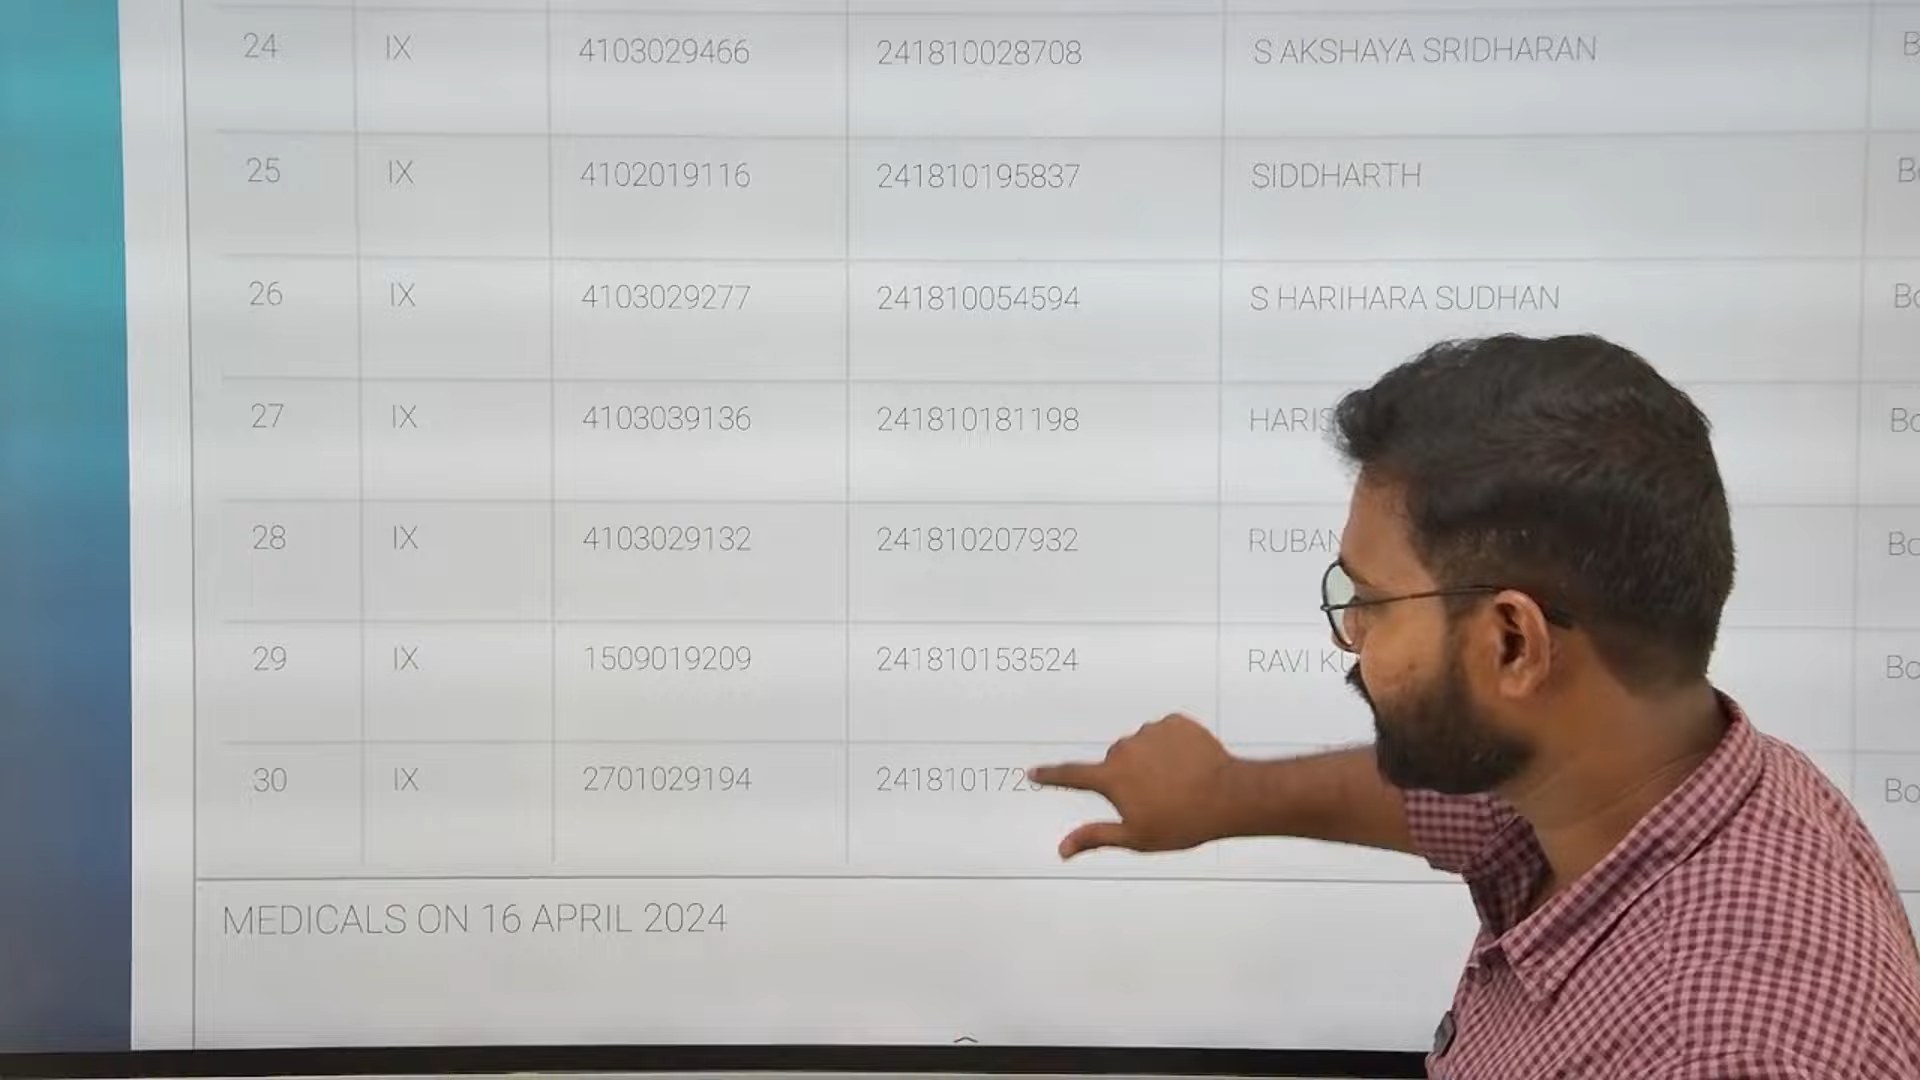 24 IX 4103029466 241810028708 S AKSHAYA SRIDHARAN
25 IX 4102019116 241810195837 SIDDHARTH
26 IX 4103029277 241810054594 S HARIHARA SUDHAN
27 IX 4103039136 241810181198
28 IX 4103029132 241810207932
29 IX 1509019209 241810153524 RAVI
30 IX 2701029194
MEDICALS ON 16 APRIL 2024